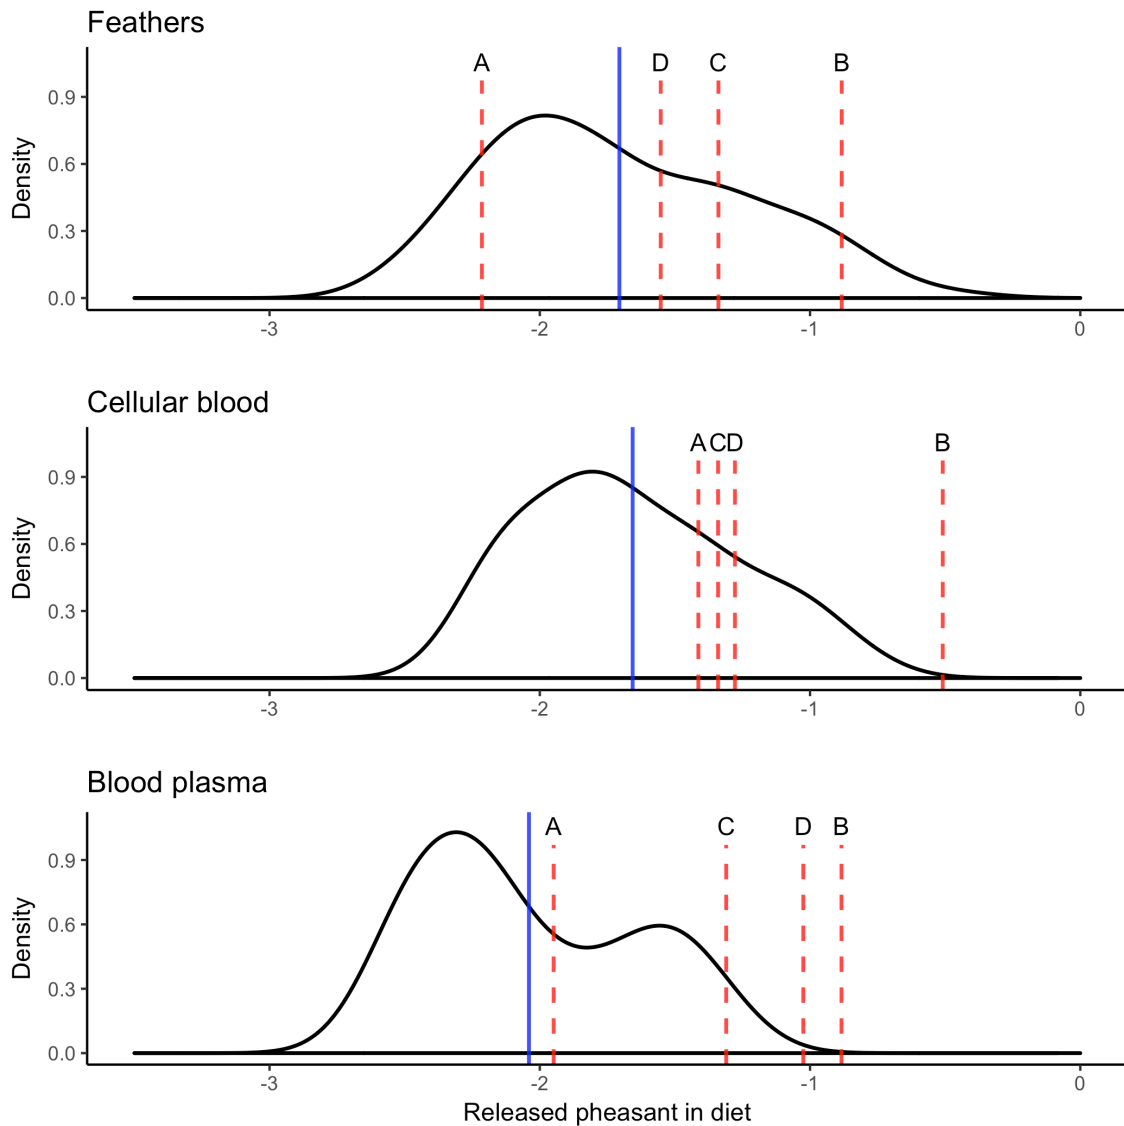 Feathers
A D C B
Density
0.9
0.6
0.3
0.0
-3 -2 -1 0
Cellular blood
A C D B
Density
0.9
0.6
0.3
0.0
-3 -2 -1 0
Blood plasma
A C D B
Density
0.9
0.6
0.3
0.0
-3 -2 -1 0
Released pheasant in diet